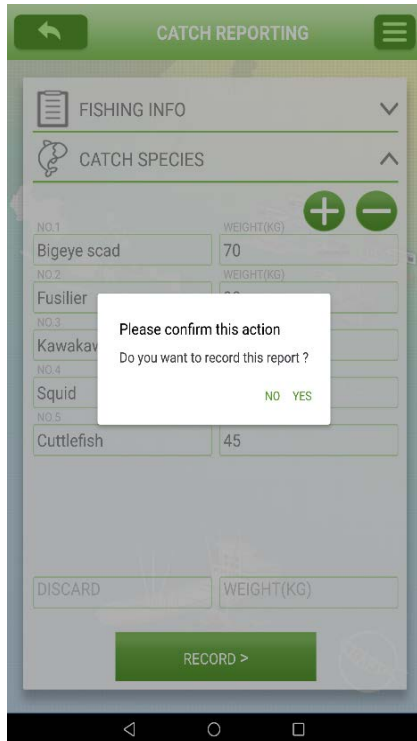 CATCH REPORTING
FISHING INFO
CATCH SPECIES
NO.1 WEIGHT(KG)
Bigeye scad 70
NO.2 WEIGHT(KG)
Fusilier
NO.3
Please confirm this action
Do you want to record this report ?
NO YES
NO.4
Squid
NO.5
Cuttlefish 45
DISCARD WEIGHT(KG)
RECORD >